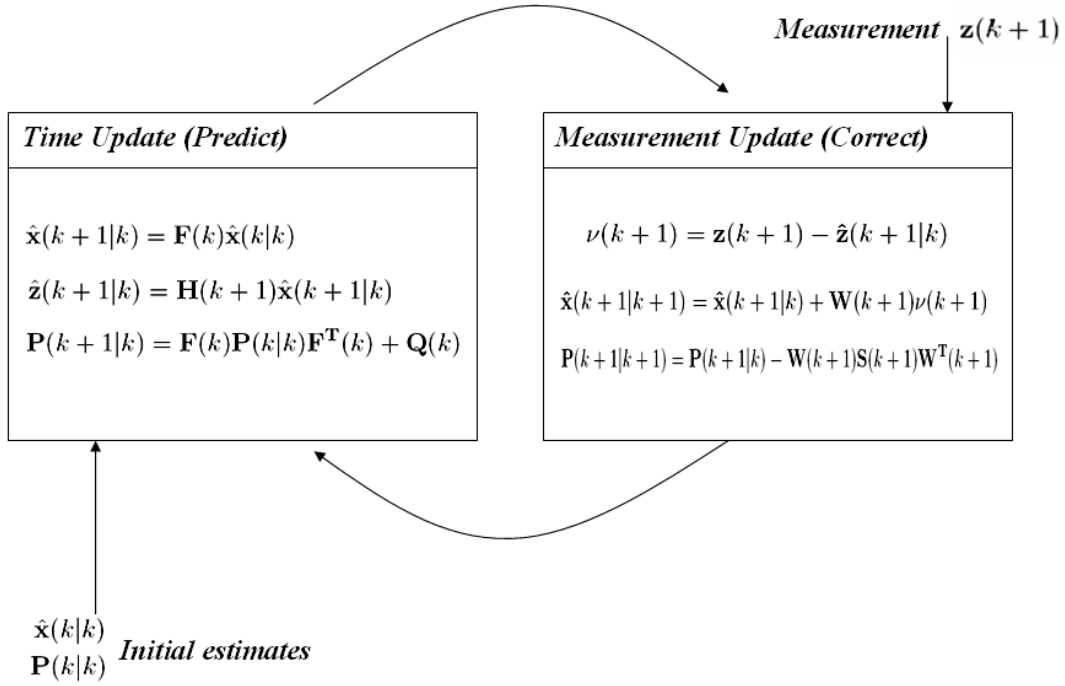 Measurement z(k + 1)
Time Update (Predict)
x̂(k + 1|k) = F(k)x̂(k|k)
ẑ(k + 1|k) = H(k + 1)x̂(k + 1|k)
P(k + 1|k) = F(k)P(k|k)F^T(k) + Q(k)
Measurement Update (Correct)
ν(k + 1) = z(k + 1) − ẑ(k + 1|k)
x̂(k + 1|k + 1) = x̂(k + 1|k) + W(k + 1)ν(k + 1)
P(k + 1|k + 1) = P(k + 1|k) − W(k + 1)S(k + 1)W^T(k + 1)
x̂(k|k)
P(k|k)
Initial estimates